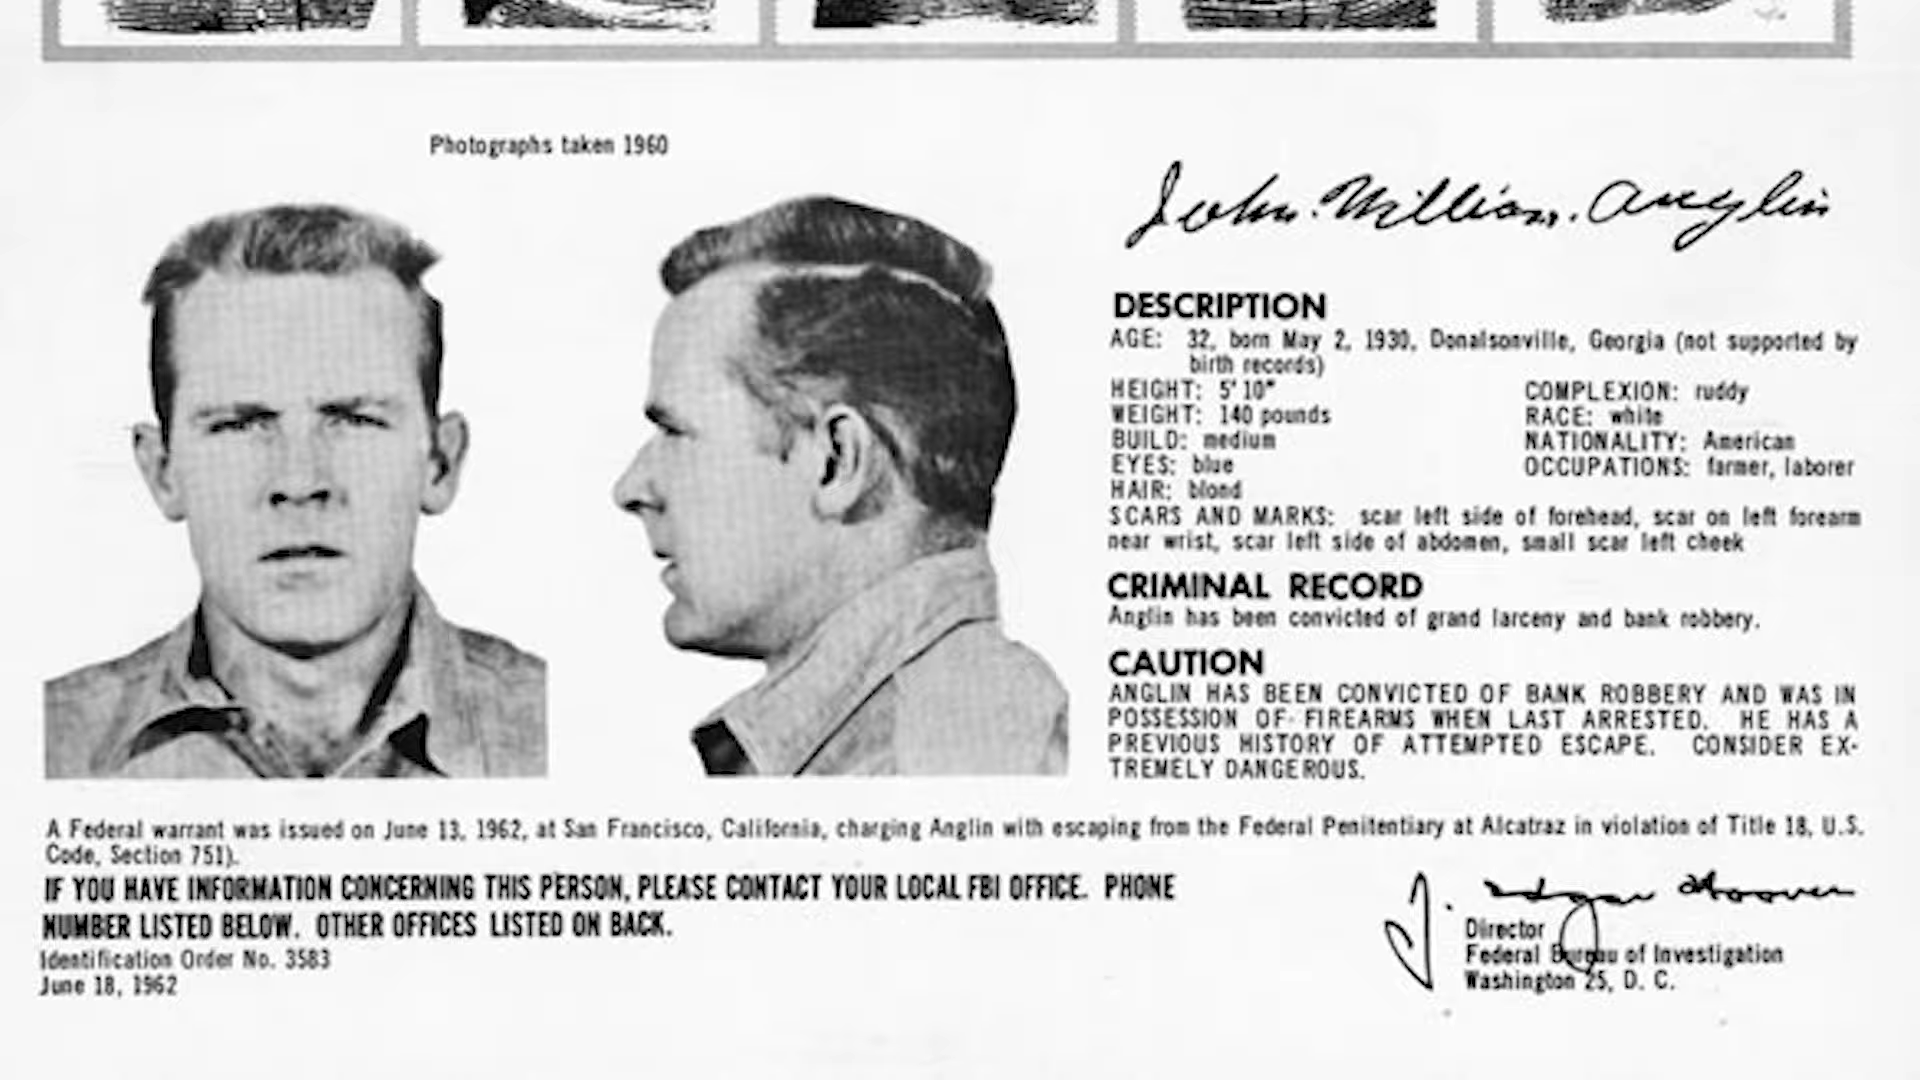 Photographs taken 1960
John William Anglin
DESCRIPTION
AGE: 32, born May 2, 1930, Donalsonville, Georgia (not supported by
birth records)
HEIGHT: 5' 10"
WEIGHT: 140 pounds
BUILD: medium
EYES: blue
HAIR: blond
COMPLEXION: ruddy
RACE: white
NATIONALITY: American
OCCUPATIONS: farmer, laborer
SCARS AND MARKS: scar left side of forehead, scar on left forearm
near wrist, scar left side of abdomen, small scar left cheek
CRIMINAL RECORD
Anglin has been convicted of grand larceny and bank robbery.
CAUTION
ANGLIN HAS BEEN CONVICTED OF BANK ROBBERY AND WAS IN
POSSESSION OF FIREARMS WHEN LAST ARRESTED. HE HAS A
PREVIOUS HISTORY OF ATTEMPTED ESCAPE. CONSIDER EX-
TREMELY DANGEROUS.
A Federal warrant was issued on June 13, 1962, at San Francisco, California, charging Anglin with escaping from the Federal Penitentiary at Alcatraz in violation of Title 18, U.S.
Code, Section 751).
IF YOU HAVE INFORMATION CONCERNING THIS PERSON, PLEASE CONTACT YOUR LOCAL FBI OFFICE. PHONE
NUMBER LISTED BELOW. OTHER OFFICES LISTED ON BACK.
Identification Order No. 3583
June 18, 1962
J. Edgar Hoover
Director
Federal Bureau of Investigation
Washington 25, D. C.